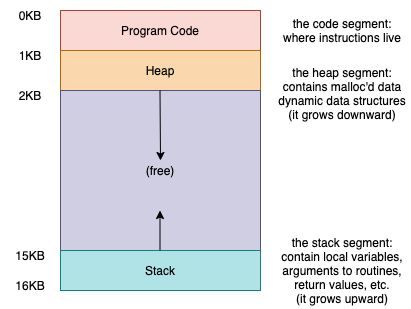 0KB
Program Code
the code segment:
where instructions live
1KB
Heap
the heap segment:
contains malloc'd data
dynamic data structures
(it grows downward)
2KB
(free)
the stack segment:
contain local variables,
arguments to routines,
return values, etc.
(it grows upward)
15KB
Stack
16KB